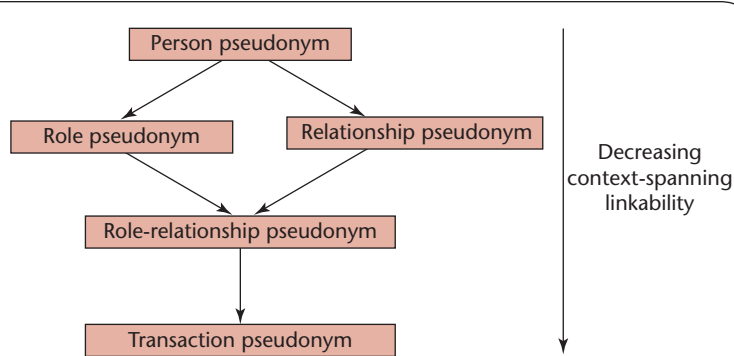 Person pseudonym
Role pseudonym
Relationship pseudonym
Role-relationship pseudonym
Transaction pseudonym
Decreasing
context-spanning
linkability